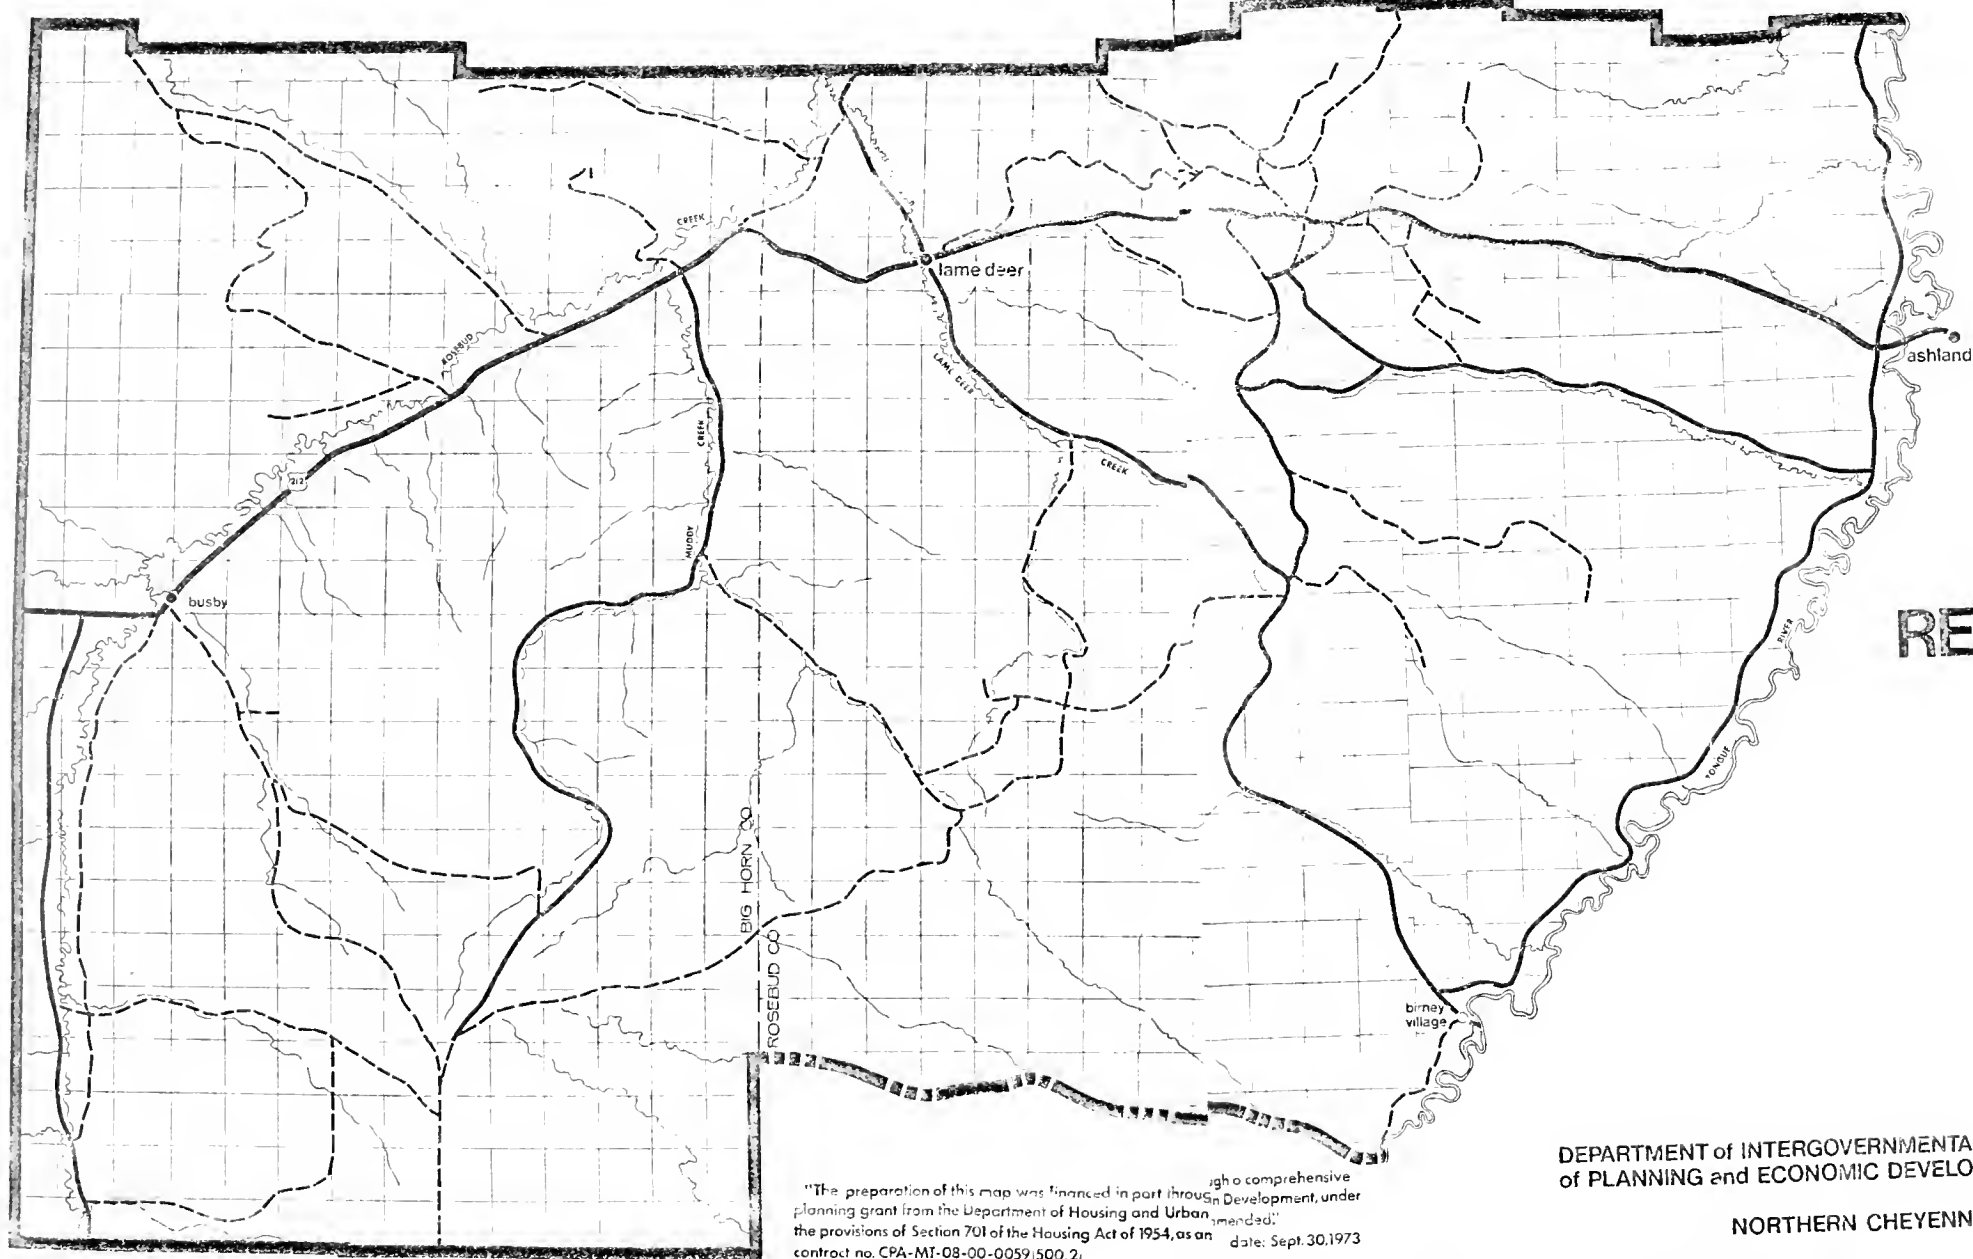 CREEK
lame deer
ROSEBUD
ashland
LAME DEER
CREEK
CREEK
212
MUDDY
busby
RE
RIVER
TONGUE
BIG HORN CO
ROSEBUD CO
birney
village
DEPARTMENT of INTERGOVERNMENTA
of PLANNING and ECONOMIC DEVELO
NORTHERN CHEYENN
"The preparation of this map was financed in part throug gh a comprehensive
planning grant from the Department of Housing and Urban n Development, under
the provisions of Section 701 of the Housing Act of 1954, as an mended."
contract no. CPA-MT-08-00-0059(500.2) date: Sept. 30,1973